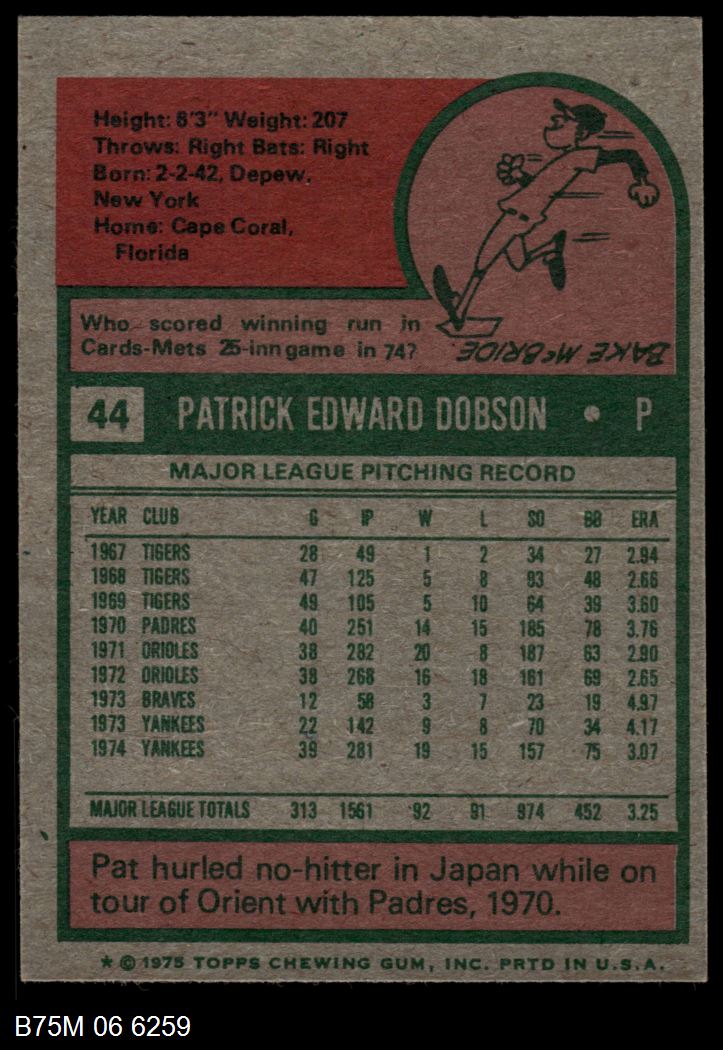 Height: 6'3" Weight: 207
Throws: Right Bats: Right
Born: 2-2-42, Depew,
New York
Home: Cape Coral,
Florida
Who scored winning run in
Cards-Mets 25-inn game in 74?
BAKE McBRIDE
44 PATRICK EDWARD DOBSON • P
MAJOR LEAGUE PITCHING RECORD
YEAR CLUB G IP W L SO BB ERA
1967 TIGERS 28 49 1 2 34 27 2.94
1968 TIGERS 47 125 5 8 93 48 2.66
1969 TIGERS 49 105 5 10 64 39 3.60
1970 PADRES 40 251 14 15 185 78 3.76
1971 ORIOLES 38 282 20 8 187 63 2.90
1972 ORIOLES 38 268 16 18 161 69 2.65
1973 BRAVES 12 58 3 7 23 19 4.97
1973 YANKEES 22 142 9 8 70 34 4.17
1974 YANKEES 39 281 19 15 157 75 3.07
MAJOR LEAGUE TOTALS 313 1561 92 91 974 452 3.25
Pat hurled no-hitter in Japan while on
tour of Orient with Padres, 1970.
★ © 1975 TOPPS CHEWING GUM, INC. PRTD IN U.S.A.
B75M 06 6259